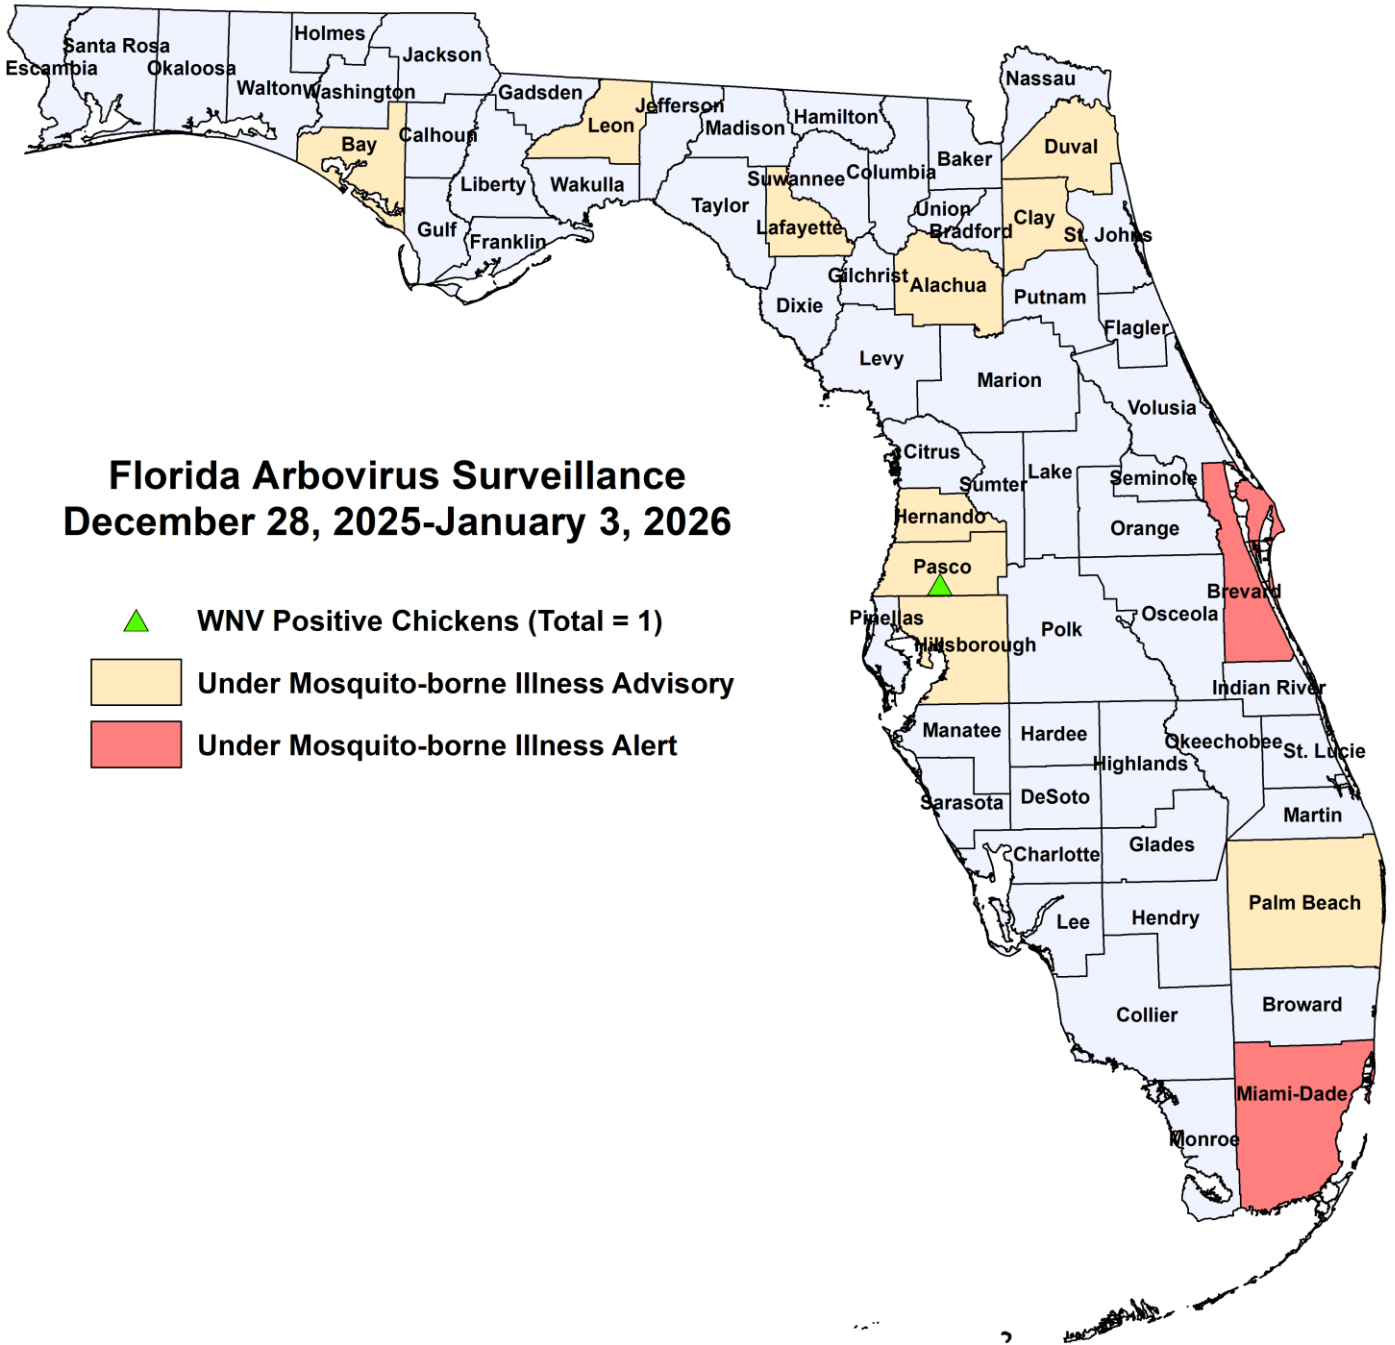 Holmes
Santa Rosa
Jackson
Escambia
Okaloosa
Walton
Washington
Gadsden
Nassau
Jefferson
Leon
Madison
Hamilton
Bay
Calhoun
Duval
Baker
Liberty
Wakulla
Suwannee
Columbia
Taylor
Union
Clay
Gulf
Franklin
Lafayette
Bradford
St. Johns
Gilchrist
Alachua
Putnam
Dixie
Flagler
Levy
Marion
Volusia
Citrus
Lake
Seminole
Sumter
Florida Arbovirus Surveillance
December 28, 2025-January 3, 2026
Hernando
Orange
Pasco
Brevard
WNV Positive Chickens (Total = 1)
Pinellas
Osceola
Polk
Hillsborough
Under Mosquito-borne Illness Advisory
Indian River
Manatee
Hardee
Okeechobee
Under Mosquito-borne Illness Alert
St. Lucie
Highlands
Sarasota
DeSoto
Martin
Charlotte
Glades
Palm Beach
Lee
Hendry
Broward
Collier
Miami-Dade
Monroe